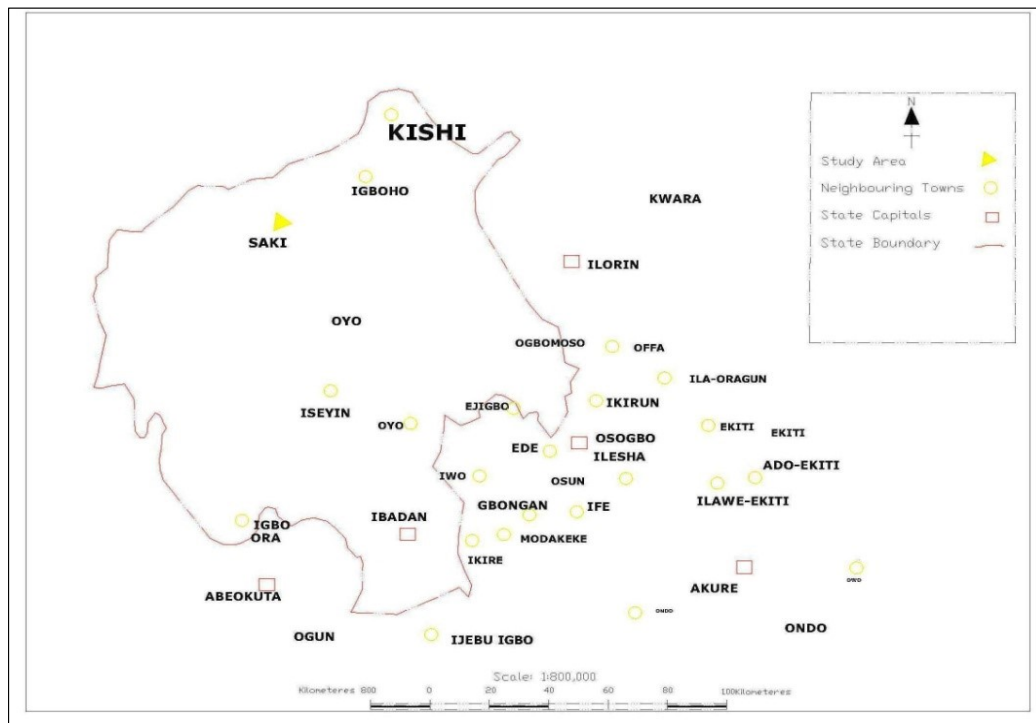 KISHI
N
Study Area
IGBOHO
Neighbouring Towns
KWARA
State Capitals
SAKI
State Boundary
ILORIN
OYO
OGBOMOSO
OFFA
ILA-ORAGUN
ISEYIN
EJIGBO
IKIRUN
OYO
EKITI
EKITI
EDE
OSOGBO
ILESHA
ADO-EKITI
IWO
OSUN
ILAWE-EKITI
GBONGAN
IFE
IGBO
ORA
IBADAN
MODAKEKE
IKIRE
OWO
ABEOKUTA
AKURE
ONDO
OGUN
IJEBU IGBO
ONDO
Scale: 1:800,000
Kilometeres 800 0 20 40 60 80 100Kilometeres